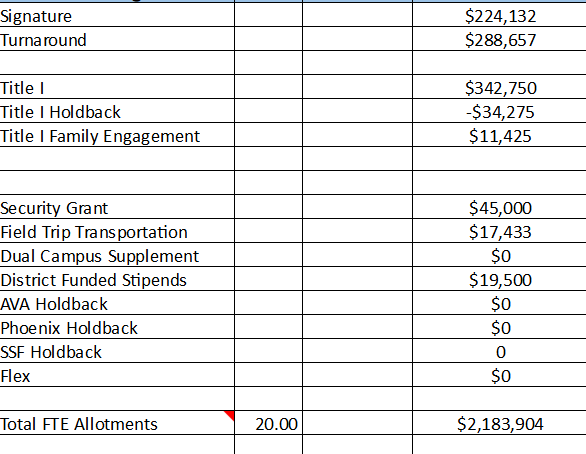 Signature $224,132
Turnaround $288,657
Title I $342,750
Title I Holdback -$34,275
Title I Family Engagement $11,425
Security Grant $45,000
Field Trip Transportation $17,433
Dual Campus Supplement $0
District Funded Stipends $19,500
AVA Holdback $0
Phoenix Holdback $0
SSF Holdback 0
Flex $0
Total FTE Allotments 20.00 $2,183,904